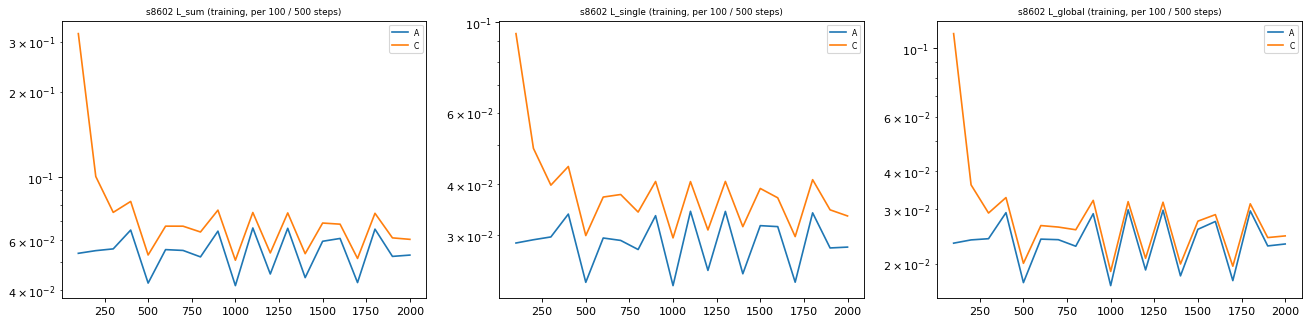 s8602 L_sum (training, per 100 / 500 steps)
A
C
3 × 10⁻¹
2 × 10⁻¹
10⁻¹
6 × 10⁻²
4 × 10⁻²
250 500 750 1000 1250 1500 1750 2000
s8602 L_single (training, per 100 / 500 steps)
A
C
10⁻¹
6 × 10⁻²
4 × 10⁻²
3 × 10⁻²
250 500 750 1000 1250 1500 1750 2000
s8602 L_global (training, per 100 / 500 steps)
A
C
10⁻¹
6 × 10⁻²
4 × 10⁻²
3 × 10⁻²
2 × 10⁻²
250 500 750 1000 1250 1500 1750 2000